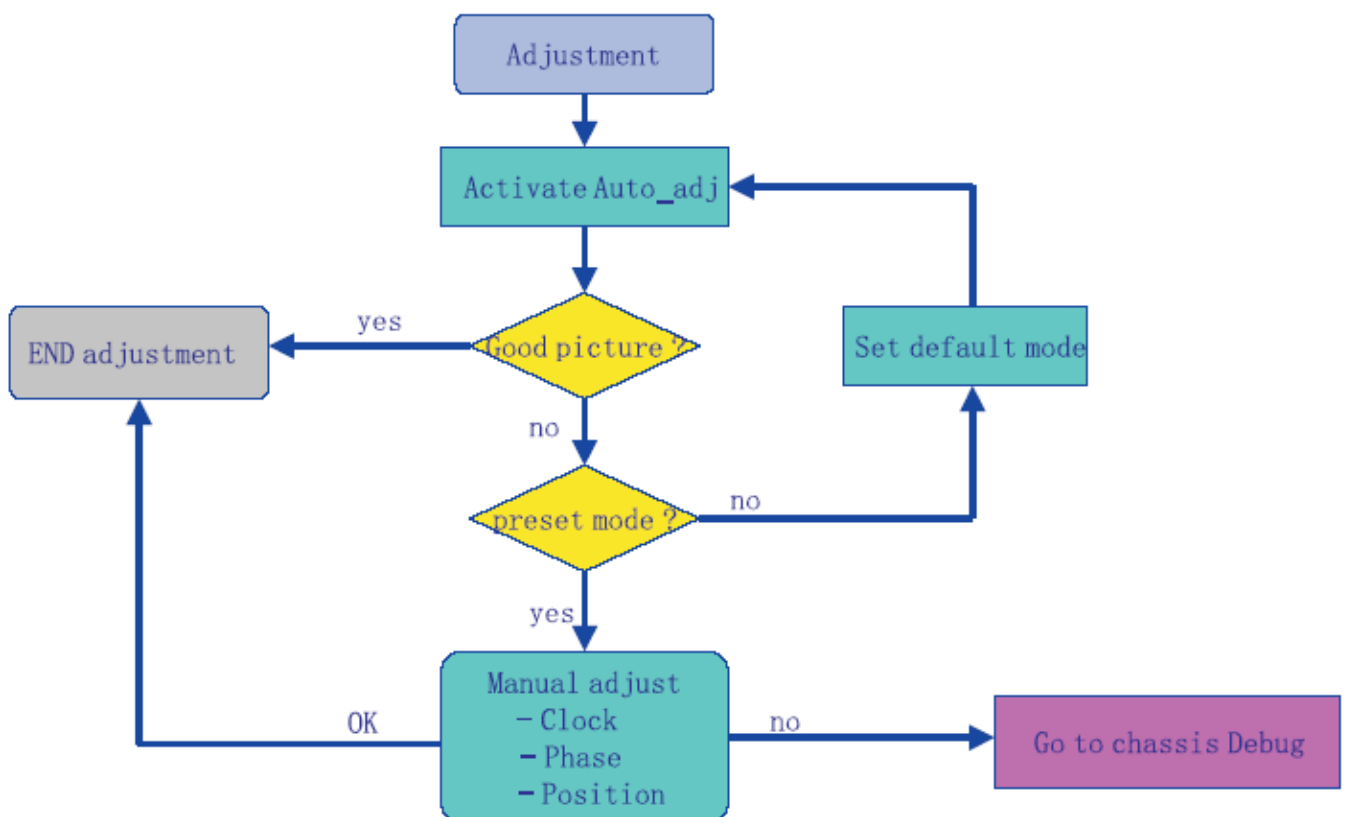 Adjustment
Activate Auto_adj
yes
Good picture ?
END adjustment
Set default mode
no
preset mode ?
no
yes
Manual adjust
- Clock
- Phase
- Position
OK
no
Go to chassis Debug